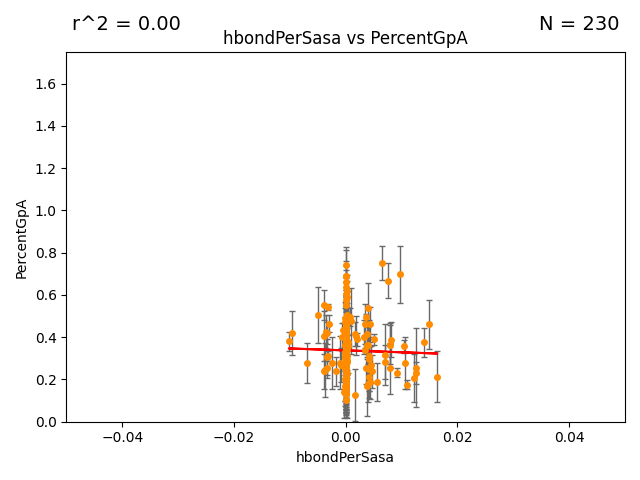 r^2 = 0.00
N = 230
hbondPerSasa vs PercentGpA
1.6
1.4
1.2
1.0
0.8
0.6
0.4
0.2
0.0
PercentGpA
−0.04 −0.02 0.00 0.02 0.04
hbondPerSasa